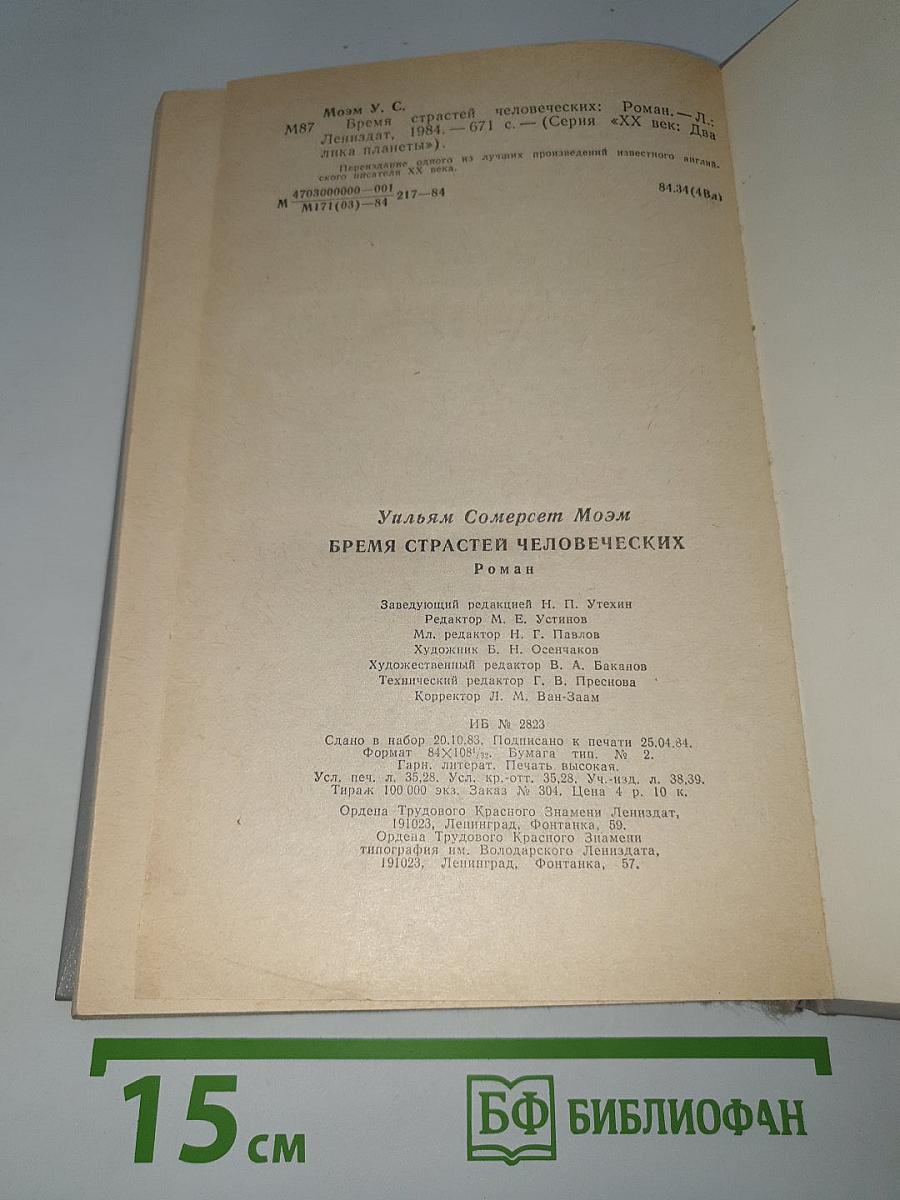 Моэм У. С.
М87 Бремя страстей человеческих: Роман. — Л.:
Лениздат, 1984. — 671 с. — (Серия «XX век: Два
лика планеты»).
Переиздание одного из лучших произведений известного англий-
ского писателя XX века.
М 4703000000—001
М171(03)—84 217—84 84.34(4Вл)
Уильям Сомерсет Моэм
БРЕМЯ СТРАСТЕЙ ЧЕЛОВЕЧЕСКИХ
Роман
Заведующий редакцией Н. П. Утехин
Редактор М. Е. Устинов
Мл. редактор Н. Г. Павлов
Художник Б. Н. Осенчаков
Художественный редактор В. А. Баканов
Технический редактор Г. В. Преснова
Корректор Л. М. Ван-Заам
ИБ № 2823
Сдано в набор 20.10.83. Подписано к печати 25.04.84.
Формат 84×108¹/₃₂. Бумага тип. № 2.
Гарн. литерат. Печать высокая.
Усл. печ. л. 35,28. Усл. кр.-отт. 35,28. Уч.-изд. л. 38,39.
Тираж 100 000 экз. Заказ № 304. Цена 4 р. 10 к.
Ордена Трудового Красного Знамени Лениздат,
191023, Ленинград, Фонтанка, 59.
Ордена Трудового Красного Знамени
типография им. Володарского Лениздата,
191023, Ленинград, Фонтанка, 57.
15 см
БФ БИБЛИОФАН